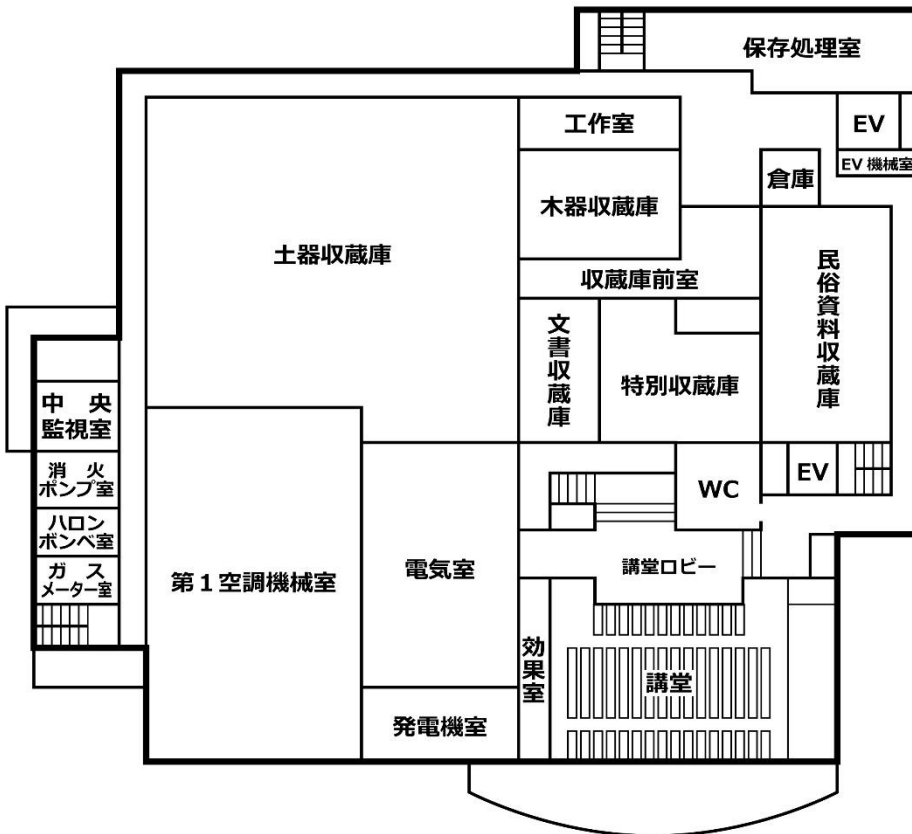 保存処理室
工作室
EV
EV機械室
倉庫
木器収蔵庫
土器収蔵庫
収蔵庫前室
民俗資料収蔵庫
文書収蔵庫
特別収蔵庫
中 央
監視室
消 火
ポンプ室
ハロン
ボンベ室
ガ ス
メーター室
第1空調機械室
電気室
WC
EV
講堂ロビー
効果室
講堂
発電機室